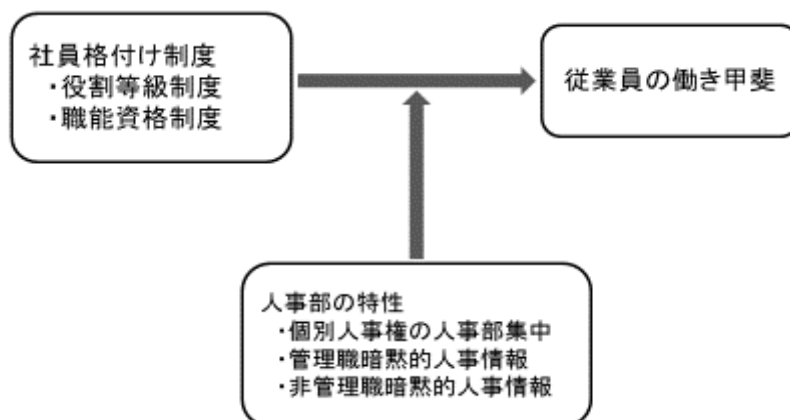 社員格付け制度
・役割等級制度
・職能資格制度
従業員の働き甲斐
人事部の特性
・個別人事権の人事部集中
・管理職暗黙的人事情報
・非管理職暗黙的人事情報